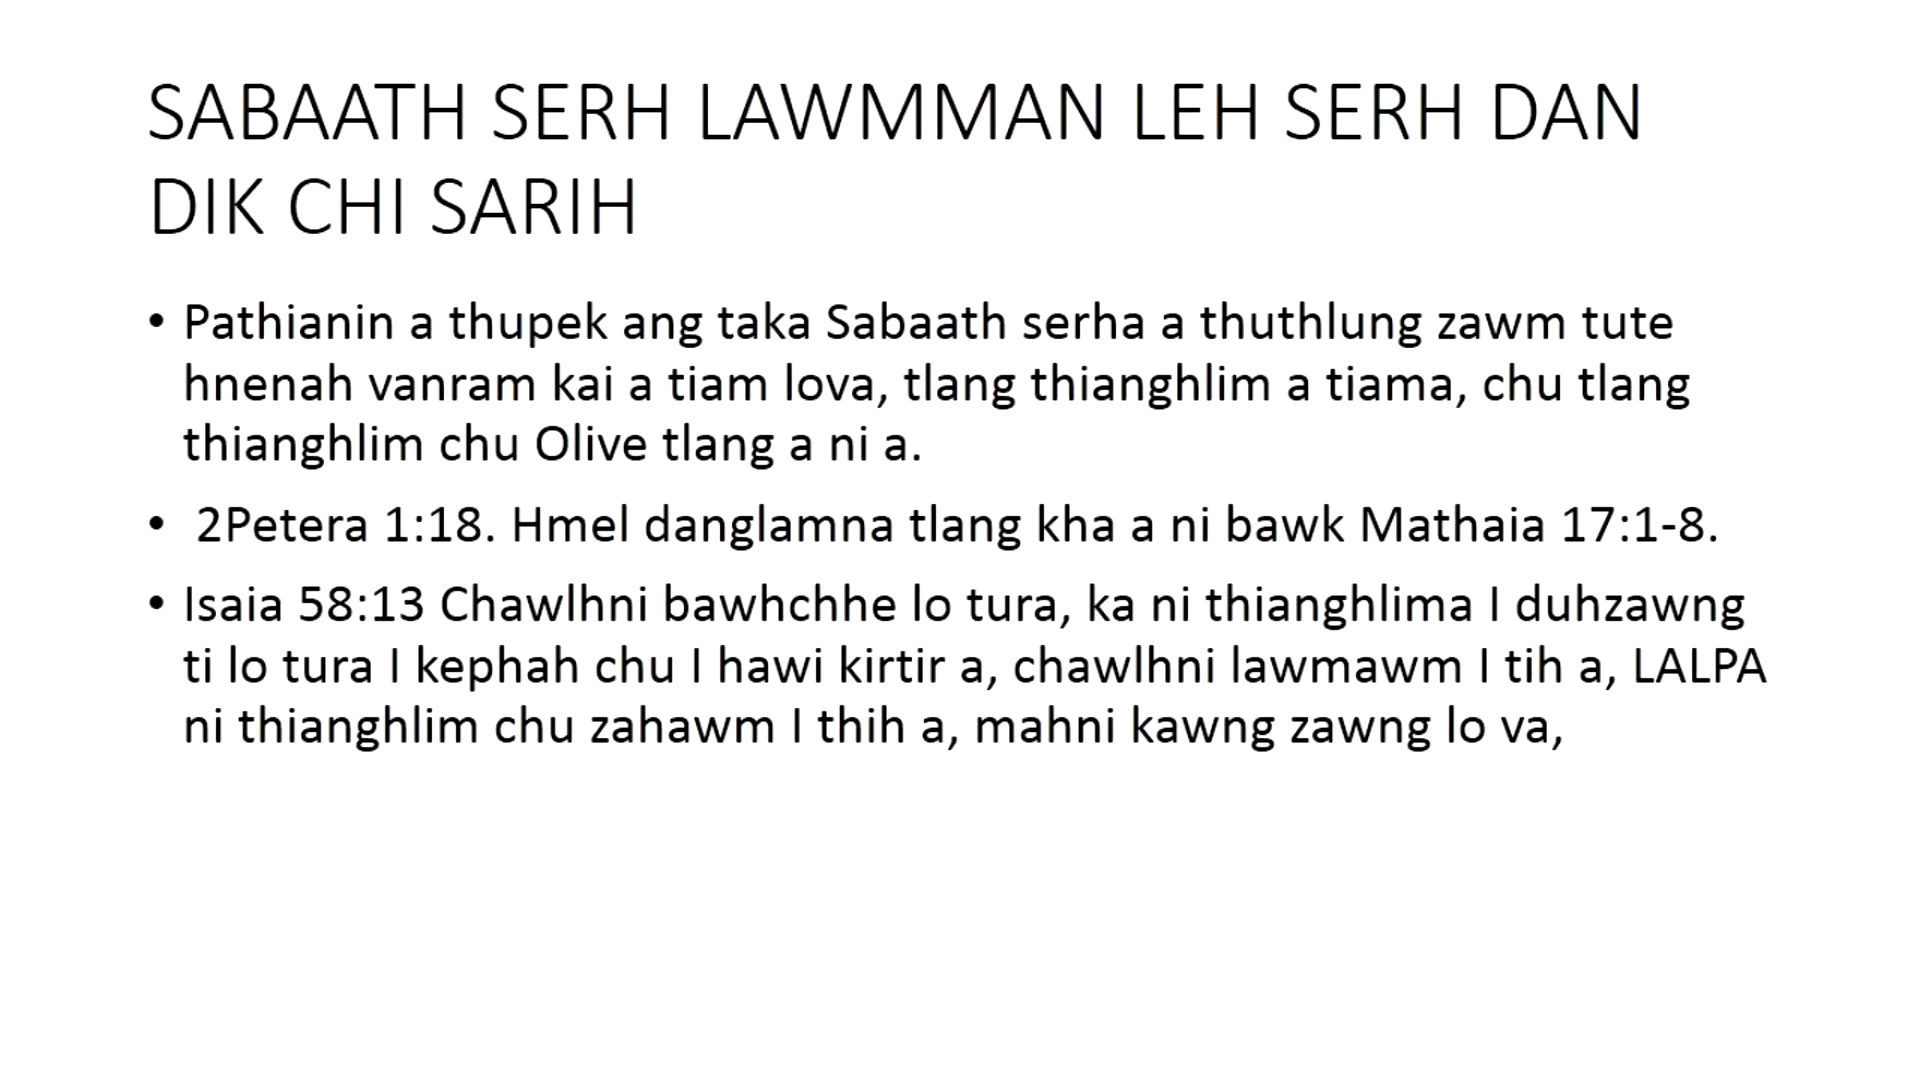 SABAATH SERH LAWMMAN LEH SERH DAN
DIK CHI SARIH
• Pathianin a thupek ang taka Sabaath serha a thuthlung zawm tute
hnenah vanram kai a tiam lova, tlang thianghlim a tiama, chu tlang
thianghlim chu Olive tlang a ni a.
• 2Petera 1:18. Hmel danglamna tlang kha a ni bawk Mathaia 17:1-8.
• Isaia 58:13 Chawlhni bawhchhe lo tura, ka ni thianghlima I duhzawng
ti lo tura I kephah chu I hawi kirtir a, chawlhni lawmawm I tih a, LALPA
ni thianghlim chu zahawm I thih a, mahni kawng zawng lo va,